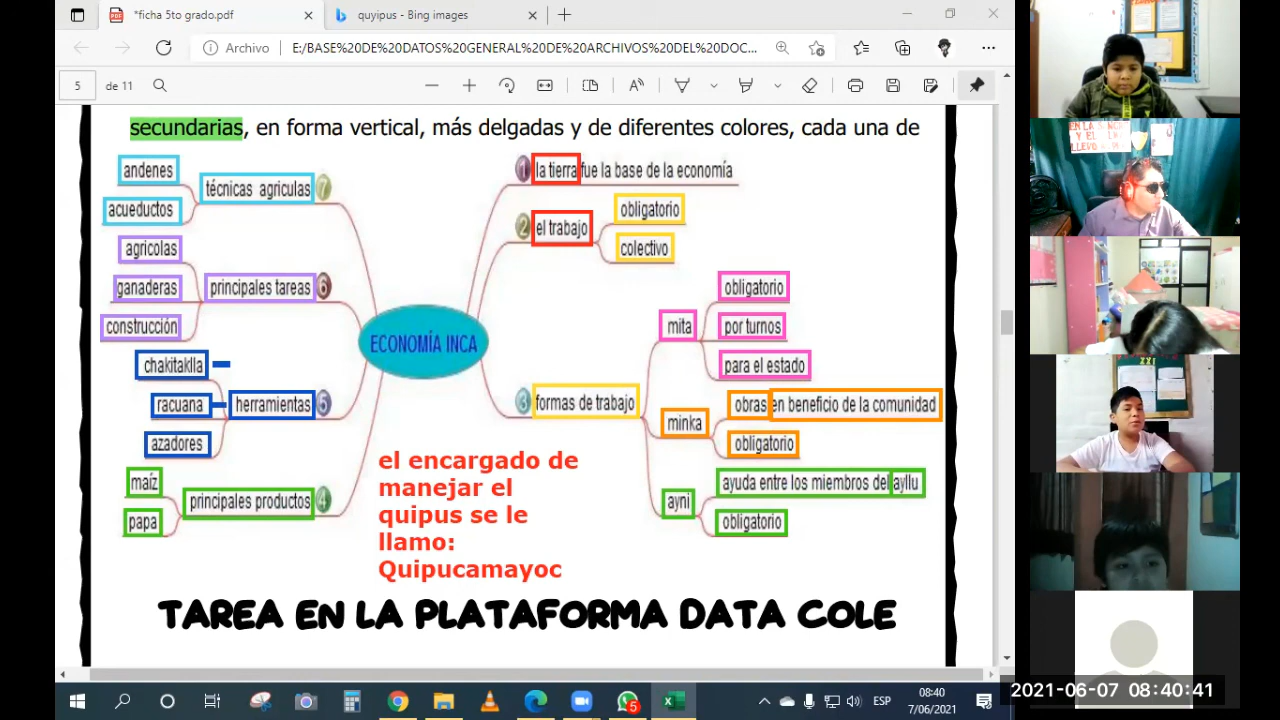 *ficha 5to grado.pdf
quyipus - Bing images
Archivo
E:/BASE%20DE%20DATOS%20GENERAL%20DE%20ARCHIVOS%20DEL%20DOC...
5 de 11
secundarias, en forma vertical, más delgadas y de diferentes colores, cada una de
andenes
acueductos
técnicas agriculas 7
agricolas
ganaderas
construcción
principales tareas 6
chakitaklla
racuana
azadores
herramientas 5
maíz
papa
principales productos 4
ECONOMÍA INCA
1 la tierra fue la base de la economía
2 el trabajo
obligatorio
colectivo
3 formas de trabajo
mita
obligatorio
por turnos
para el estado
minka
obras en beneficio de la comunidad
obligatorio
ayni
ayuda entre los miembros del ayllu
obligatorio
el encargado de
manejar el
quipus se le
llamo:
Quipucamayoc
TAREA EN LA PLATAFORMA DATA COLE
5
ESP
08:40
7/06/2021
2021-06-07 08:40:41